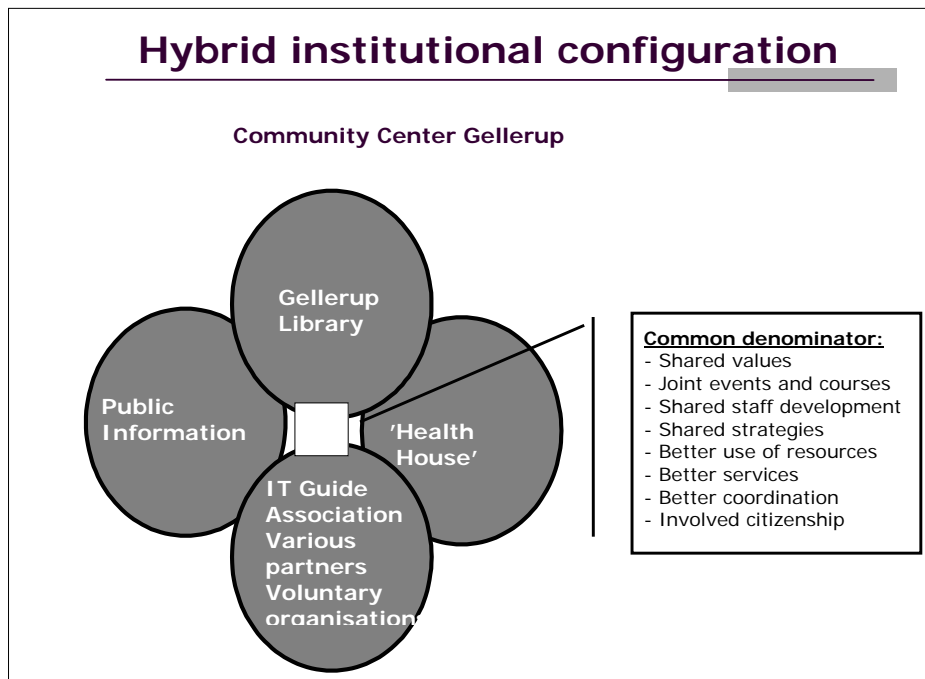 Hybrid institutional configuration
Community Center Gellerup
Gellerup
Library
Public
Information
’Health
House’
IT Guide
Association
Various
partners
Voluntary
organisations
Common denominator:
- Shared values
- Joint events and courses
- Shared staff development
- Shared strategies
- Better use of resources
- Better services
- Better coordination
- Involved citizenship